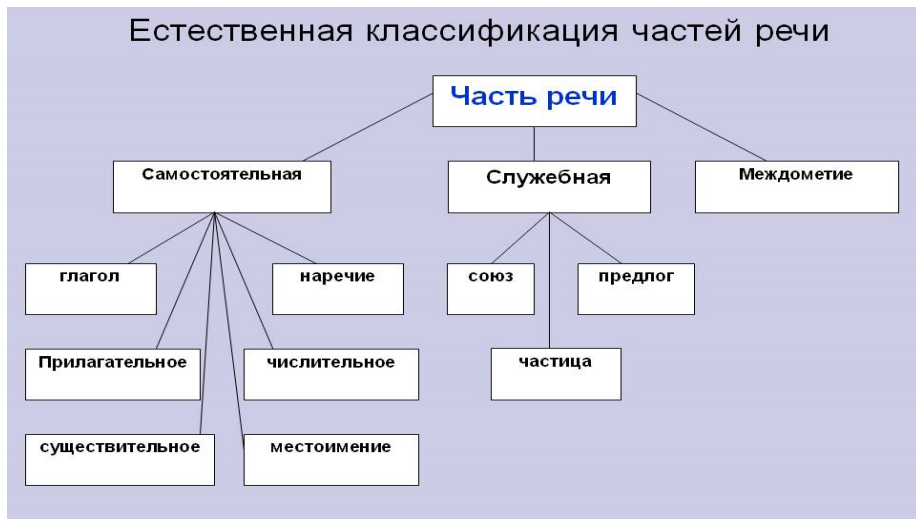 Естественная классификация частей речи
Часть речи
Самостоятельная
Служебная
Междометие
глагол
наречие
союз
предлог
Прилагательное
числительное
частица
существительное
местоимение